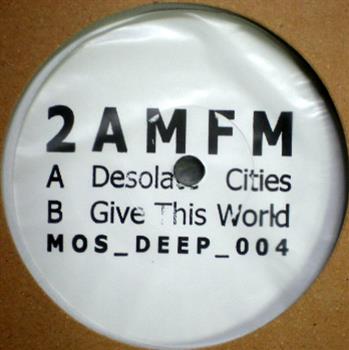 2AMFM
A Desolate Cities
B Give This World
MOS_DEEP_004